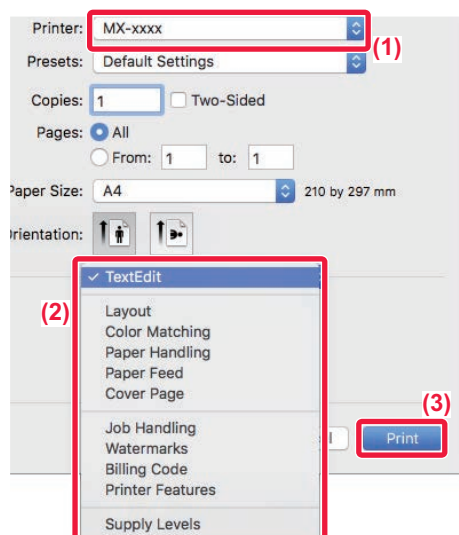 Printer: MX-xxxx
(1)
Presets: Default Settings
Copies: 1 Two-Sided
Pages: All
From: 1 to: 1
Paper Size: A4 210 by 297 mm
Orientation:
(2)
✓ TextEdit
Layout
Color Matching
Paper Handling
Paper Feed
Cover Page
Job Handling
Watermarks
Billing Code
Printer Features
Supply Levels
(3)
Print